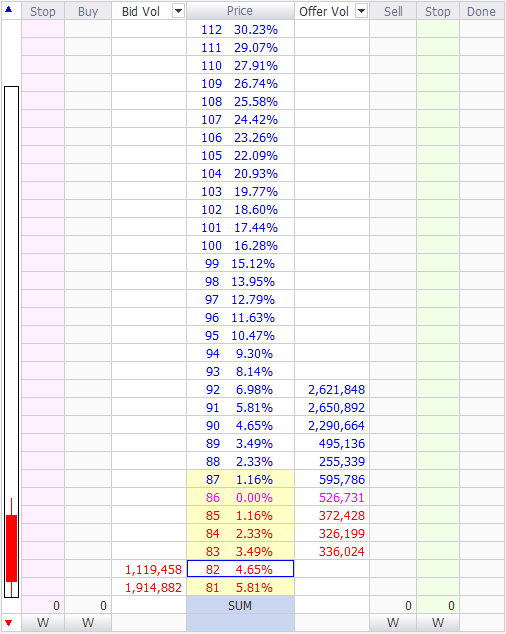 Stop Buy Bid Vol Price Offer Vol Sell Stop Done
112 30.23%
111 29.07%
110 27.91%
109 26.74%
108 25.58%
107 24.42%
106 23.26%
105 22.09%
104 20.93%
103 19.77%
102 18.60%
101 17.44%
100 16.28%
99 15.12%
98 13.95%
97 12.79%
96 11.63%
95 10.47%
94 9.30%
93 8.14%
92 6.98% 2,621,848
91 5.81% 2,650,892
90 4.65% 2,290,664
89 3.49% 495,136
88 2.33% 255,339
87 1.16% 595,786
86 0.00% 526,731
85 1.16% 372,428
84 2.33% 326,199
83 3.49% 336,024
1,119,458 82 4.65%
1,914,882 81 5.81%
0 0 SUM 0 0
W W W W